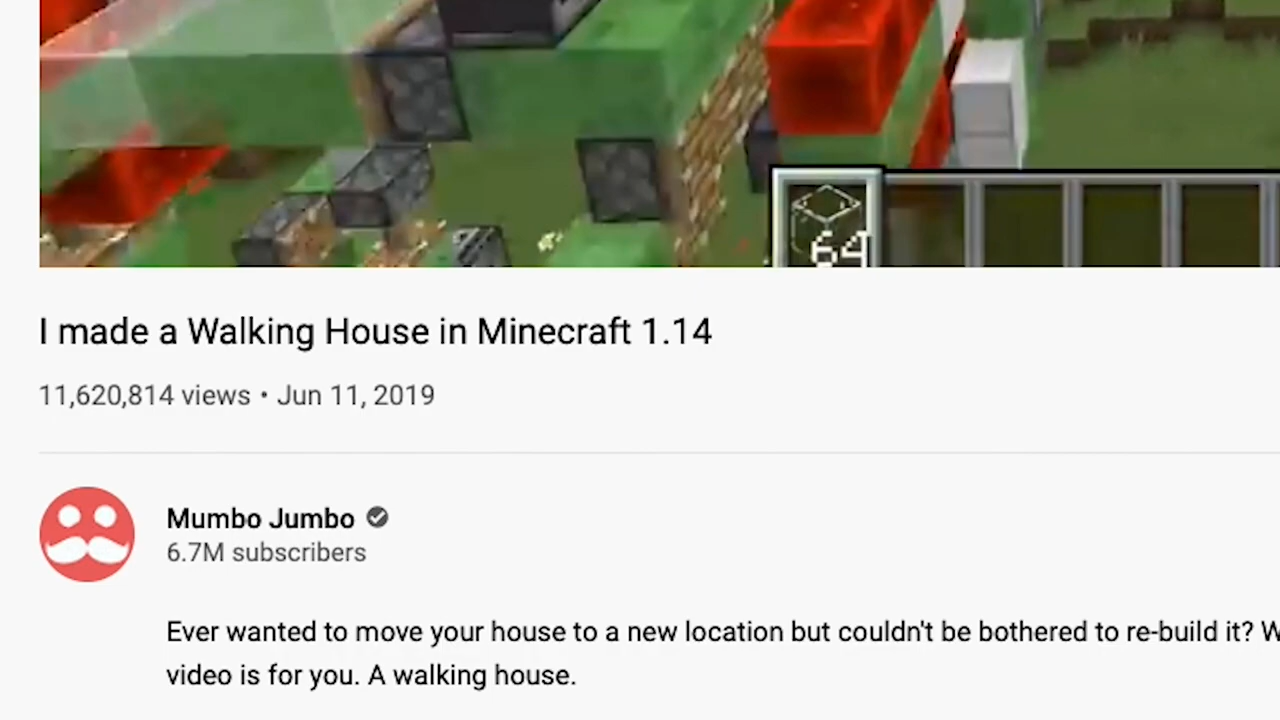 64
I made a Walking House in Minecraft 1.14
11,620,814 views • Jun 11, 2019
Mumbo Jumbo
6.7M subscribers
Ever wanted to move your house to a new location but couldn't be bothered to re-build it? W
video is for you. A walking house.